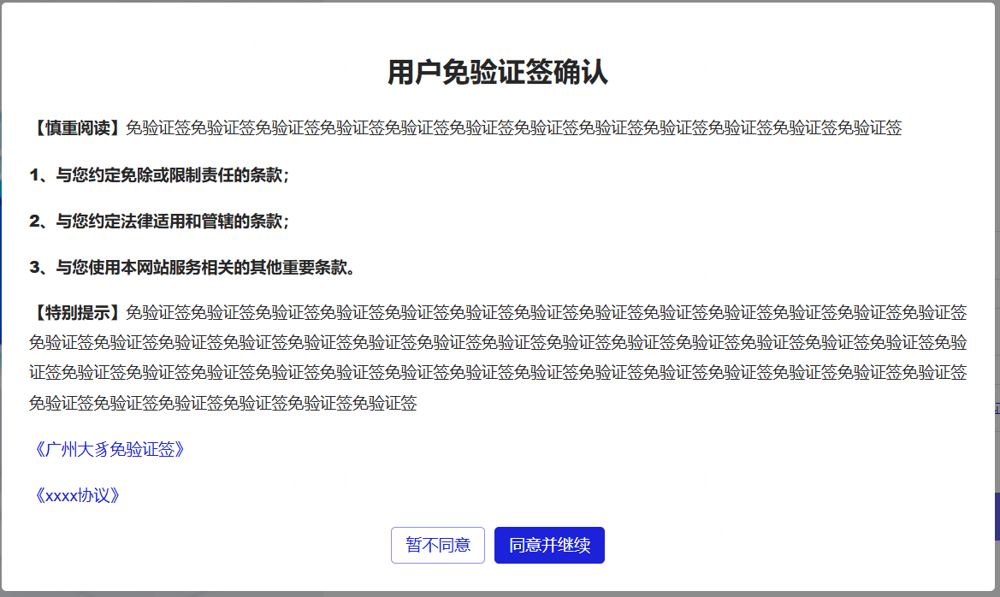 用户免验证签确认
【慎重阅读】免验证签免验证签免验证签免验证签免验证签免验证签免验证签免验证签免验证签免验证签免验证签免验证签
1、与您约定免除或限制责任的条款；
2、与您约定法律适用和管辖的条款；
3、与您使用本网站服务相关的其他重要条款。
【特别提示】免验证签免验证签免验证签免验证签免验证签免验证签免验证签免验证签免验证签免验证签免验证签免验证签免验证签
免验证签免验证签免验证签免验证签免验证签免验证签免验证签免验证签免验证签免验证签免验证签免验证签免验证签免验证签免验
证签免验证签免验证签免验证签免验证签免验证签免验证签免验证签免验证签免验证签免验证签免验证签免验证签免验证签免验证签
免验证签免验证签免验证签免验证签免验证签免验证签
《广州大豸免验证签》
《xxxx协议》
暂不同意 同意并继续